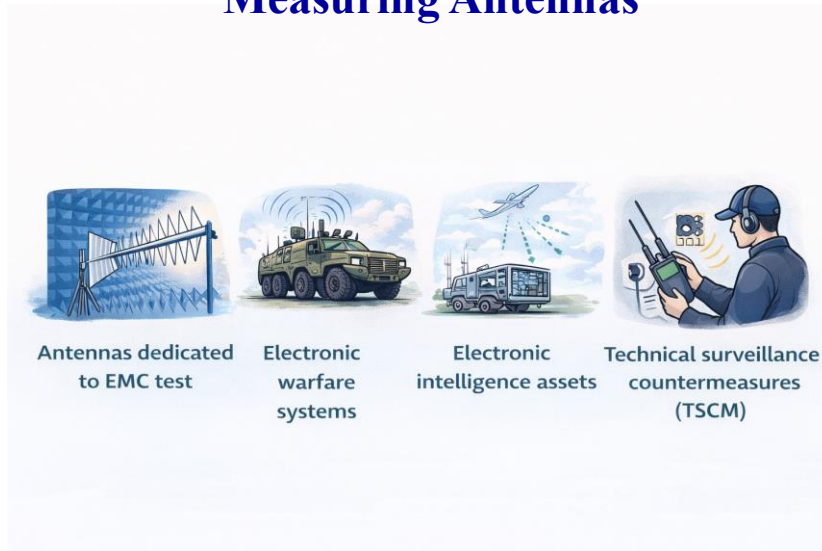 Measuring Antennas
Antennas dedicated
to EMC test
Electronic
warfare
systems
Electronic
intelligence assets
Technical surveillance
countermeasures
(TSCM)